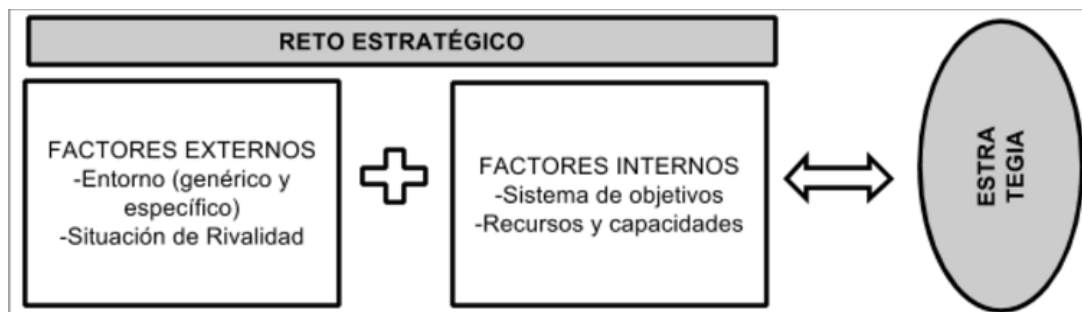 RETO ESTRATÉGICO
FACTORES EXTERNOS
-Entorno (genérico y
específico)
-Situación de Rivalidad
FACTORES INTERNOS
-Sistema de objetivos
-Recursos y capacidades
ESTRA
TEGIA